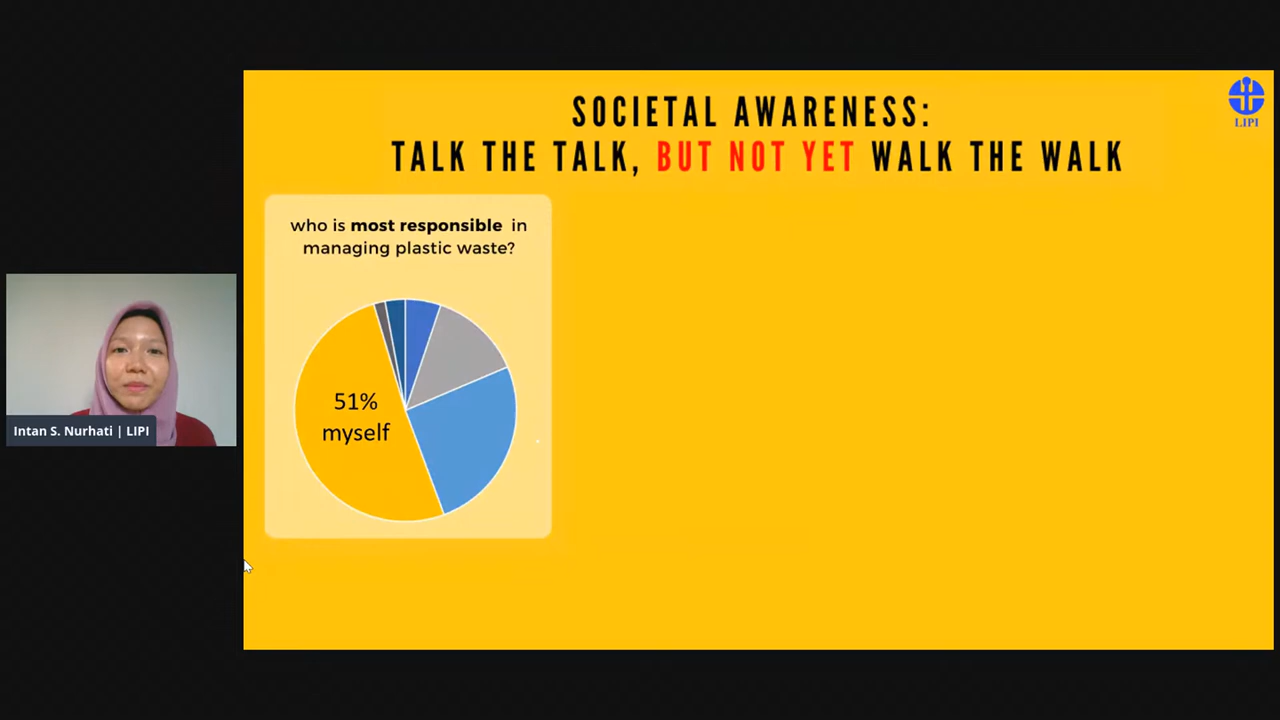 SOCIETAL AWARENESS:
TALK THE TALK, BUT NOT YET WALK THE WALK
LIPI
who is most responsible in
managing plastic waste?
51%
myself
Intan S. Nurhati | LIPI